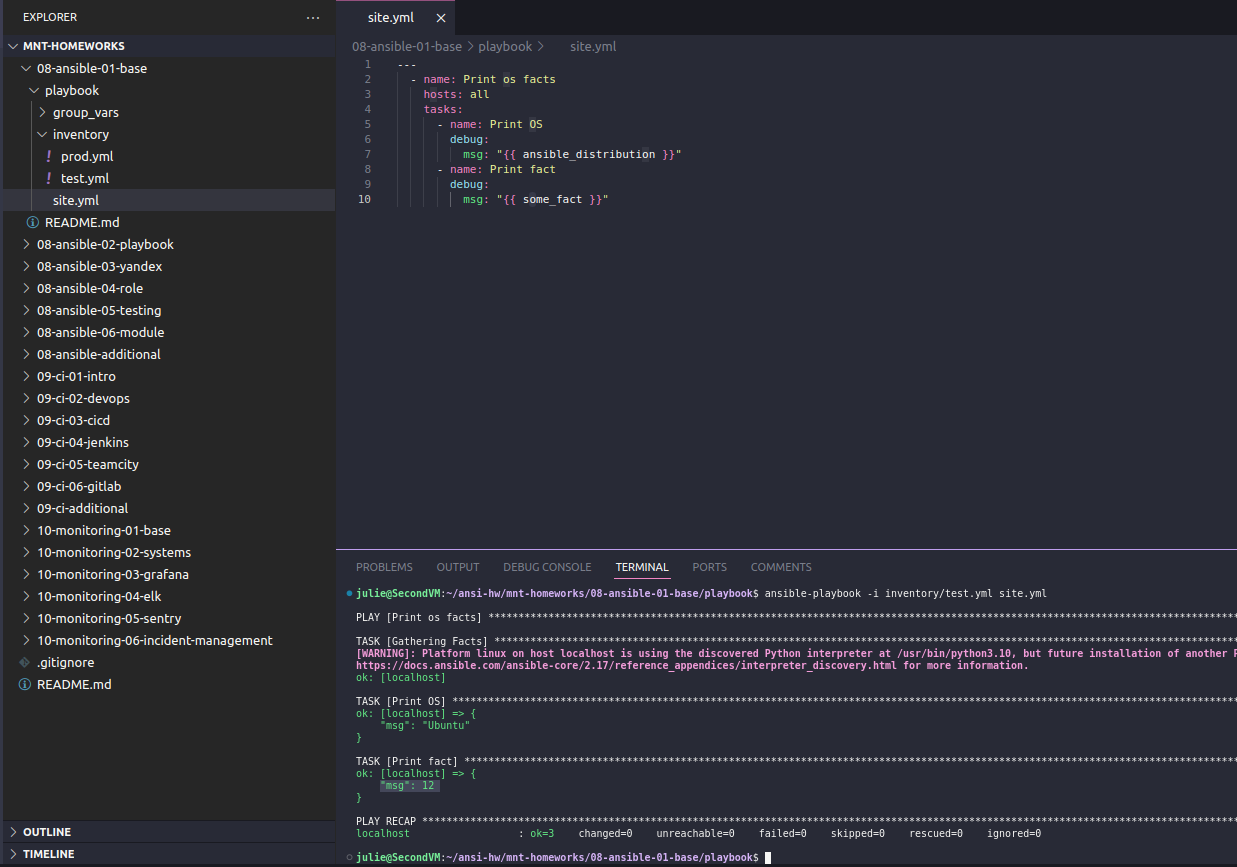 EXPLORER
...
MNT-HOMEWORKS
08-ansible-01-base
playbook
group_vars
inventory
! prod.yml
! test.yml
site.yml
README.md
08-ansible-02-playbook
08-ansible-03-yandex
08-ansible-04-role
08-ansible-05-testing
08-ansible-06-module
08-ansible-additional
09-ci-01-intro
09-ci-02-devops
09-ci-03-cicd
09-ci-04-jenkins
09-ci-05-teamcity
09-ci-06-gitlab
09-ci-additional
10-monitoring-01-base
10-monitoring-02-systems
10-monitoring-03-grafana
10-monitoring-04-elk
10-monitoring-05-sentry
10-monitoring-06-incident-management
.gitignore
README.md
OUTLINE
TIMELINE
site.yml
08-ansible-01-base > playbook > site.yml
1 ---
2 - name: Print os facts
3 hosts: all
4 tasks:
5 - name: Print OS
6 debug:
7 msg: "{{ ansible_distribution }}"
8 - name: Print fact
9 debug:
10 msg: "{{ some_fact }}"
PROBLEMS OUTPUT DEBUG CONSOLE TERMINAL PORTS COMMENTS
julie@SecondVM:~/ansi-hw/mnt-homeworks/08-ansible-01-base/playbook$ ansible-playbook -i inventory/test.yml site.yml
PLAY [Print os facts] ******************************************************************************************************************************
TASK [Gathering Facts] *****************************************************************************************************************************
[WARNING]: Platform linux on host localhost is using the discovered Python interpreter at /usr/bin/python3.10, but future installation of another
https://docs.ansible.com/ansible-core/2.17/reference_appendices/interpreter_discovery.html for more information.
ok: [localhost]
TASK [Print OS] ************************************************************************************************************************************
ok: [localhost] => {
"msg": "Ubuntu"
}
TASK [Print fact] **********************************************************************************************************************************
ok: [localhost] => {
"msg": 12
}
PLAY RECAP *****************************************************************************************************************************************
localhost : ok=3 changed=0 unreachable=0 failed=0 skipped=0 rescued=0 ignored=0
julie@SecondVM:~/ansi-hw/mnt-homeworks/08-ansible-01-base/playbook$